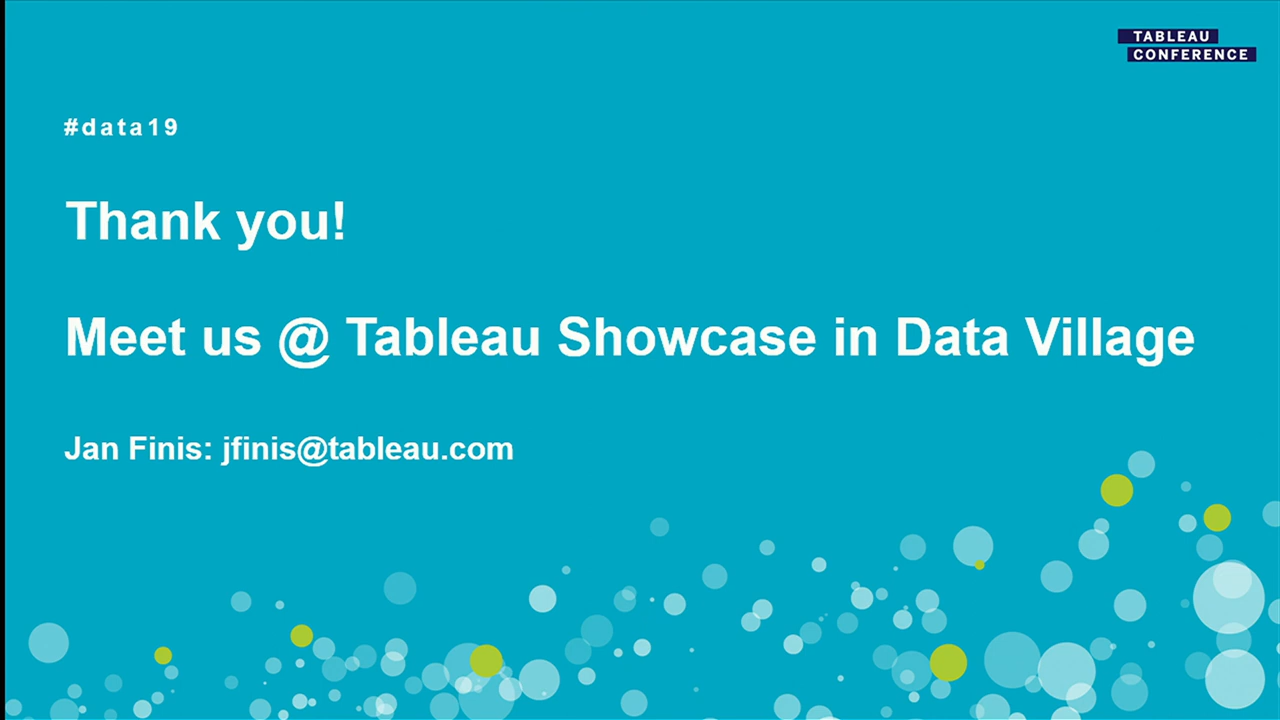 TABLEAU
CONFERENCE
#data19
Thank you!
Meet us @ Tableau Showcase in Data Village
Jan Finis: jfinis@tableau.com